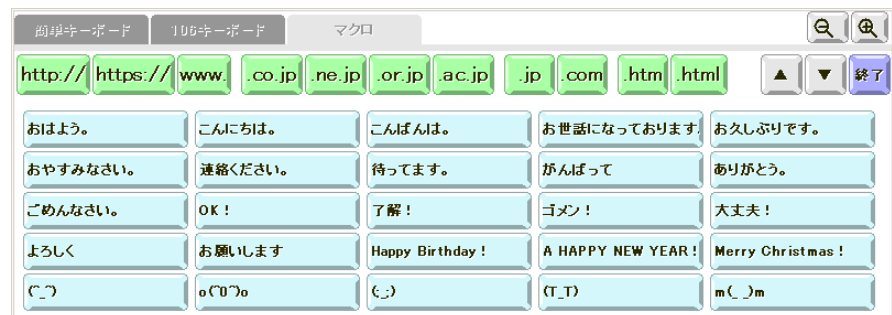 簡単キーボード 106キーボード マクロ
http:// https:// www. .co.jp .ne.jp .or.jp .ac.jp .jp .com .htm .html ▲ ▼ 終了
おはよう。 こんにちは。 こんばんは。 お世話になっております。 お久しぶりです。
おやすみなさい。 連絡ください。 待ってます。 がんばって ありがとう。
ごめんなさい。 OK! 了解! ゴメン! 大丈夫!
よろしく お願いします Happy Birthday! A HAPPY NEW YEAR! Merry Christmas!
(^_^) o(^0^)o (;_;) (T_T) m(_ _)m